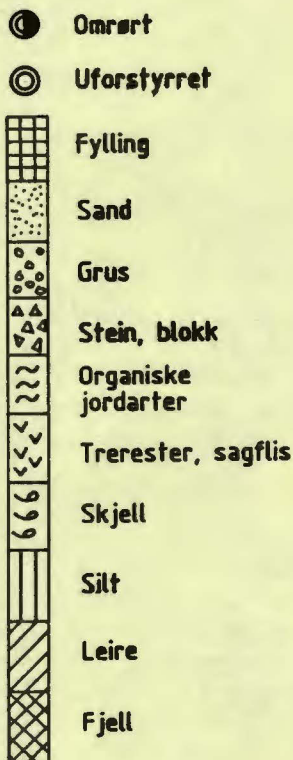 Omrørt
Uforstyrret
Fylling
Sand
Grus
Stein, blokk
Organiske
jordarter
Trerester, sagflis
Skjell
Silt
Leire
Fjell